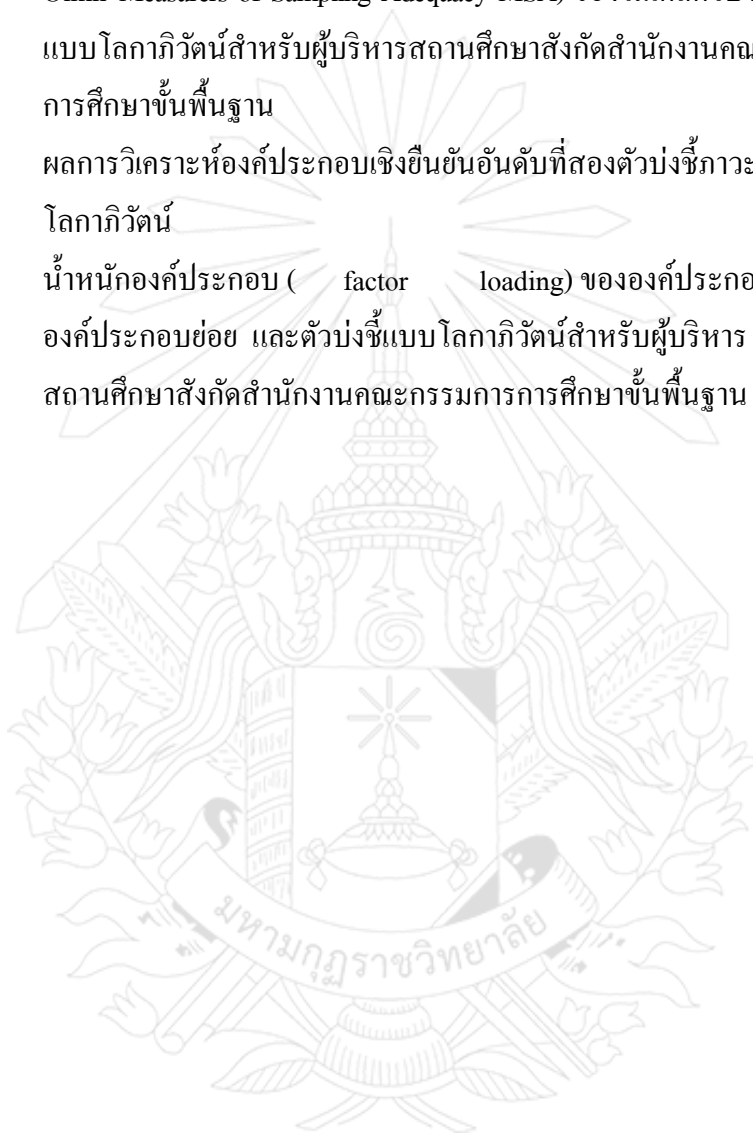 Olkin Measurers of Sampling Adequacy MSA)
แบบโลกาภิวัตน์สำหรับผู้บริหารสถานศึกษาสังกัดสำนักงานคณะ
การศึกษาขั้นพื้นฐาน
ผลการวิเคราะห์องค์ประกอบเชิงยืนยันอันดับที่สองตัวบ่งชี้ภาวะ
โลกาภิวัตน์
น้ำหนักองค์ประกอบ ( factor loading) ขององค์ประกอ
องค์ประกอบย่อย และตัวบ่งชี้แบบโลกาภิวัตน์สำหรับผู้บริหาร
สถานศึกษาสังกัดสำนักงานคณะกรรมการการศึกษาขั้นพื้นฐาน
มหามกุฏราชวิทยาลัย